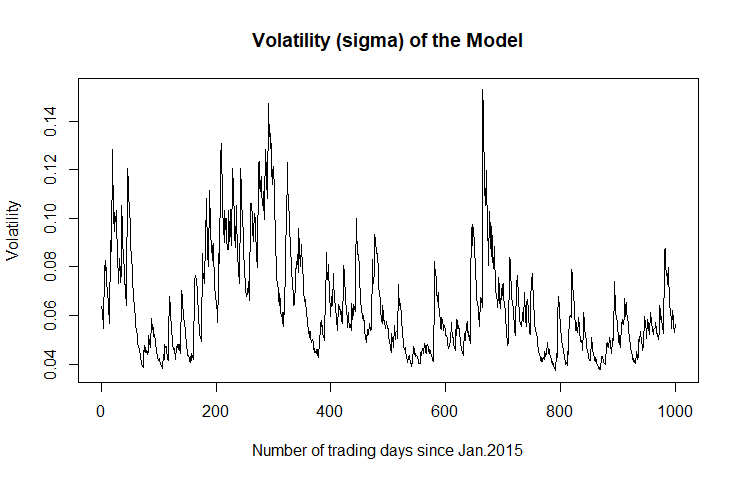 Volatility (sigma) of the Model
Volatility
0.14
0.12
0.10
0.08
0.06
0.04
0 200 400 600 800 1000
Number of trading days since Jan.2015